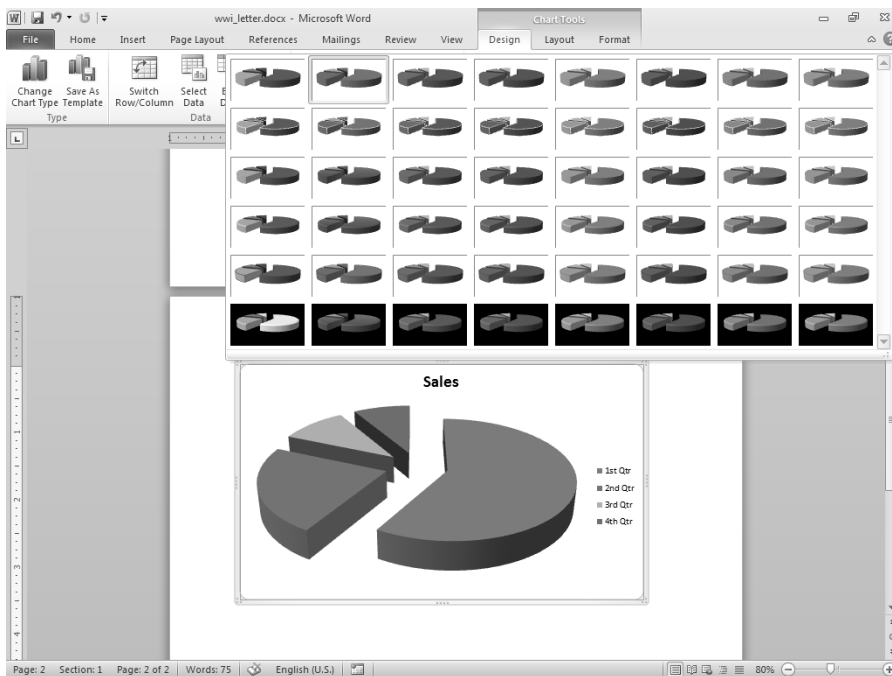 wwi_letter.docx - Microsoft Word
Chart Tools
File Home Insert Page Layout References Mailings Review View Design Layout Format
Change Chart Type
Save As Template
Switch Row/Column
Select Data
Type
Data
Sales
1st Qtr
2nd Qtr
3rd Qtr
4th Qtr
Page: 2 Section: 1 Page: 2 of 2 Words: 75 English (U.S.) 80%